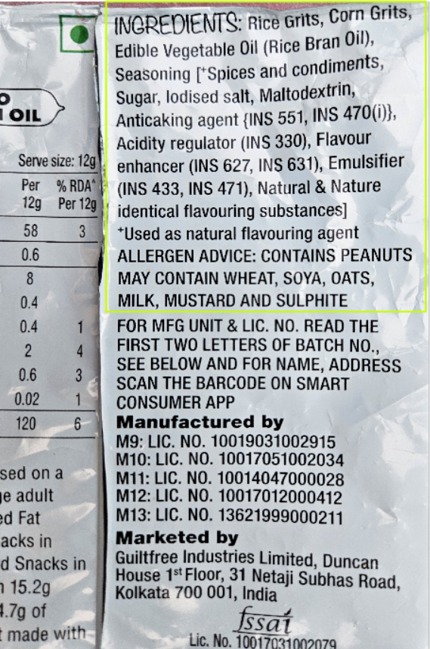 O
OIL
Serve size: 12g
Per % RDA*
12g Per 12g
58 3
0.6
8
0.4
0.4 1
2 4
0.6 3
0.02 1
120 6
sed on a
ge adult
ed Fat
acks in
d Snacks in
n 15.2g
4.7g of
t made with
INGREDIENTS: Rice Grits, Corn Grits,
Edible Vegetable Oil (Rice Bran Oil),
Seasoning [⁺Spices and condiments,
Sugar, Iodised salt, Maltodextrin,
Anticaking agent {INS 551, INS 470(i)},
Acidity regulator (INS 330), Flavour
enhancer (INS 627, INS 631), Emulsifier
(INS 433, INS 471), Natural & Nature
identical flavouring substances]
⁺Used as natural flavouring agent
ALLERGEN ADVICE: CONTAINS PEANUTS
MAY CONTAIN WHEAT, SOYA, OATS,
MILK, MUSTARD AND SULPHITE
FOR MFG UNIT & LIC. NO. READ THE
FIRST TWO LETTERS OF BATCH NO.,
SEE BELOW AND FOR NAME, ADDRESS
SCAN THE BARCODE ON SMART
CONSUMER APP
Manufactured by
M9: LIC. NO. 10019031002915
M10: LIC. NO. 10017051002034
M11: LIC. NO. 10014047000028
M12: LIC. NO. 10017012000412
M13: LIC. NO. 13621999000211
Marketed by
Guiltfree Industries Limited, Duncan
House 1st Floor, 31 Netaji Subhas Road,
Kolkata 700 001, India
fssai
Lic. No. 10017031002079